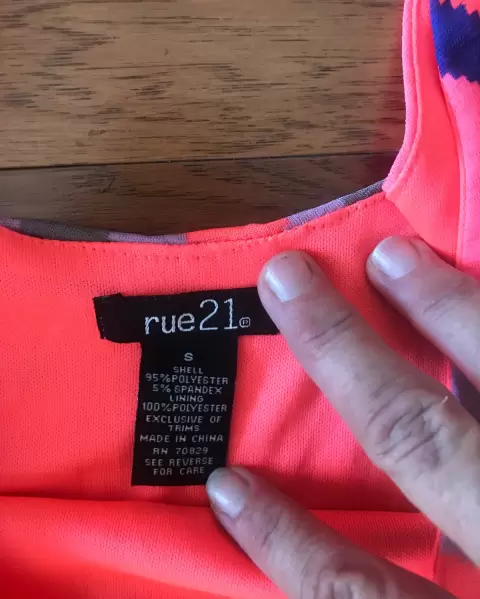 rue21®
S
SHELL
95%POLYESTER
5% SPANDEX
LINING
100%POLYESTER
EXCLUSIVE OF
TRIMS
MADE IN CHINA
RN 70829
SEE REVERSE
FOR CARE